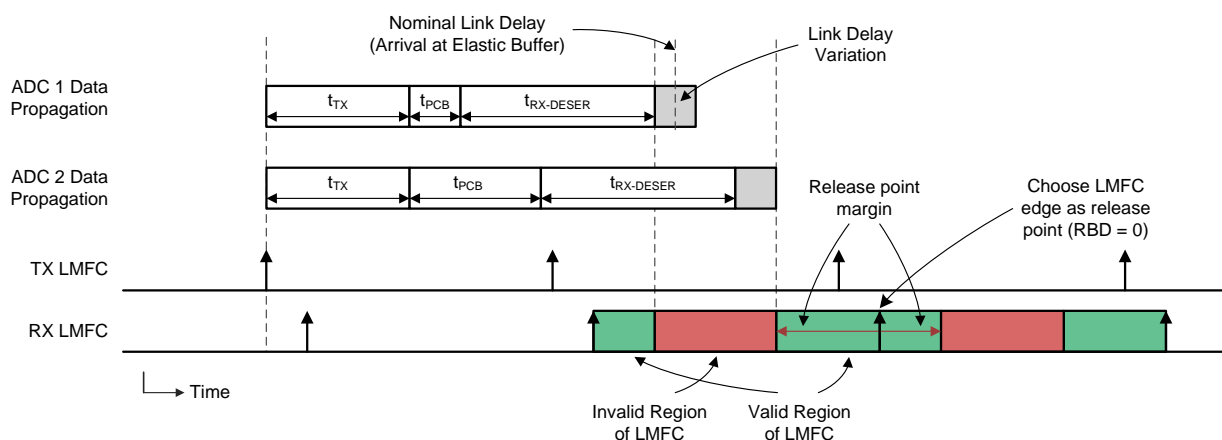 Nominal Link Delay
(Arrival at Elastic Buffer)
Link Delay
Variation
ADC 1 Data
Propagation
tTX
tPCB
tRX-DESER
ADC 2 Data
Propagation
tTX
tPCB
tRX-DESER
Release point
margin
Choose LMFC
edge as release
point (RBD = 0)
TX LMFC
RX LMFC
Time
Invalid Region
of LMFC
Valid Region
of LMFC